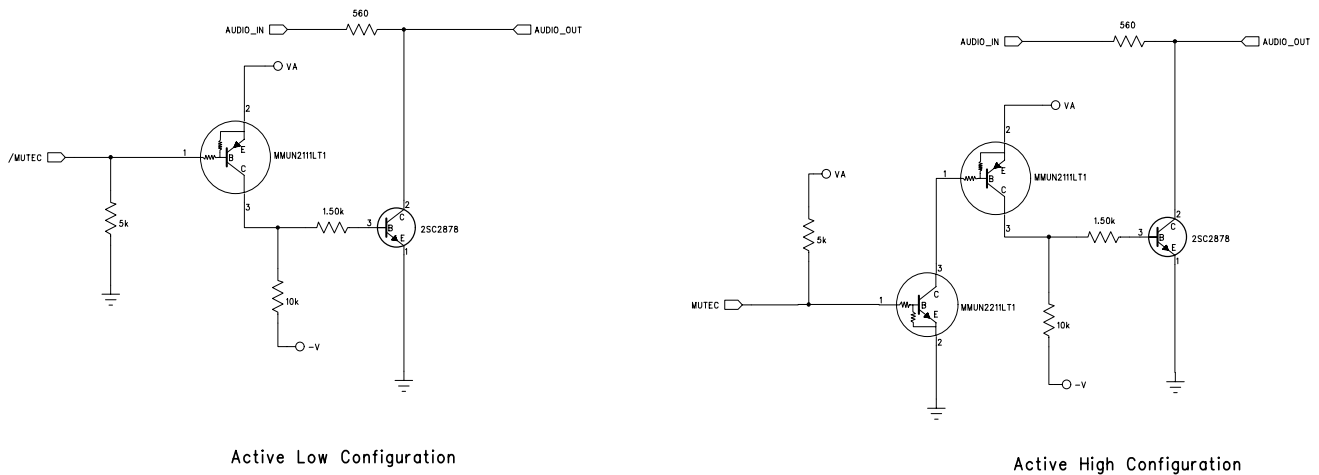 560
AUDIO_IN
AUDIO_OUT
VA
2
/MUTEC
1
B
E
C
MMUN2111LT1
3
5k
1.50k
3
B
C
E
2
1
2SC2878
10k
-V
Active Low Configuration
560
AUDIO_IN
AUDIO_OUT
VA
2
1
B
E
C
MMUN2111LT1
3
VA
5k
1.50k
3
B
C
E
2
1
2SC2878
MUTEC
1
3
B
C
E
MMUN2211LT1
2
10k
-V
Active High Configuration